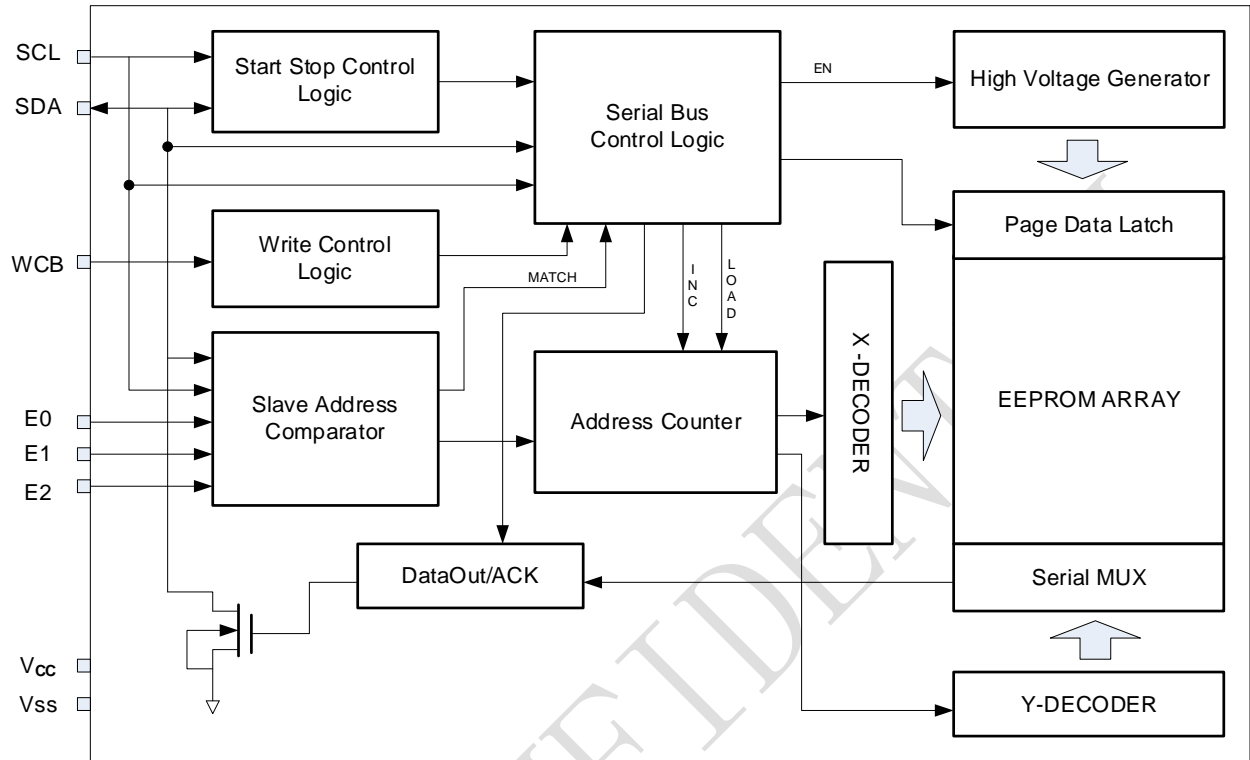 SCL
SDA
WCB
E0
E1
E2
Vcc
Vss
Start Stop Control
Logic
Serial Bus
Control Logic
EN
High Voltage Generator
Write Control
Logic
MATCH
INC
LOAD
Page Data Latch
Slave Address
Comparator
Address Counter
X-DECODER
EEPROM ARRAY
DataOut/ACK
Serial MUX
Y-DECODER